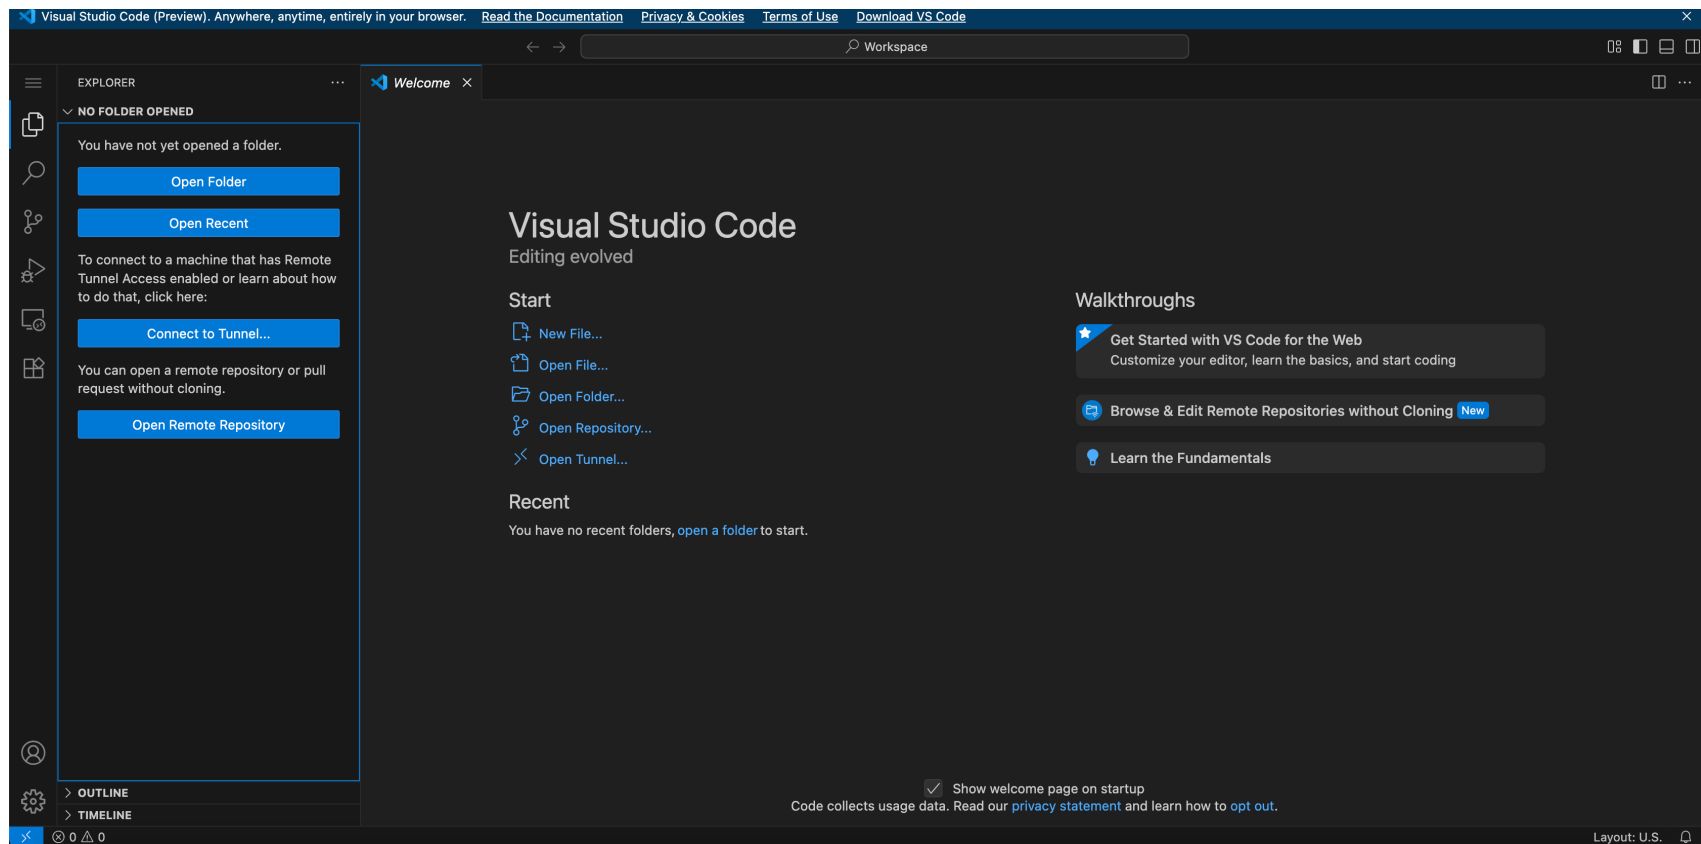 Visual Studio Code (Preview). Anywhere, anytime, entirely in your browser. Read the Documentation Privacy & Cookies Terms of Use Download VS Code
Workspace
EXPLORER
Welcome
NO FOLDER OPENED
You have not yet opened a folder.
Open Folder
Open Recent
To connect to a machine that has Remote
Tunnel Access enabled or learn about how
to do that, click here:
Connect to Tunnel...
You can open a remote repository or pull
request without cloning.
Open Remote Repository
OUTLINE
TIMELINE
Visual Studio Code
Editing evolved
Start
New File...
Open File...
Open Folder...
Open Repository...
Open Tunnel...
Recent
You have no recent folders, open a folder to start.
Walkthroughs
Get Started with VS Code for the Web
Customize your editor, learn the basics, and start coding
Browse & Edit Remote Repositories without Cloning New
Learn the Fundamentals
Show welcome page on startup
Code collects usage data. Read our privacy statement and learn how to opt out.
0 0
Layout: U.S.